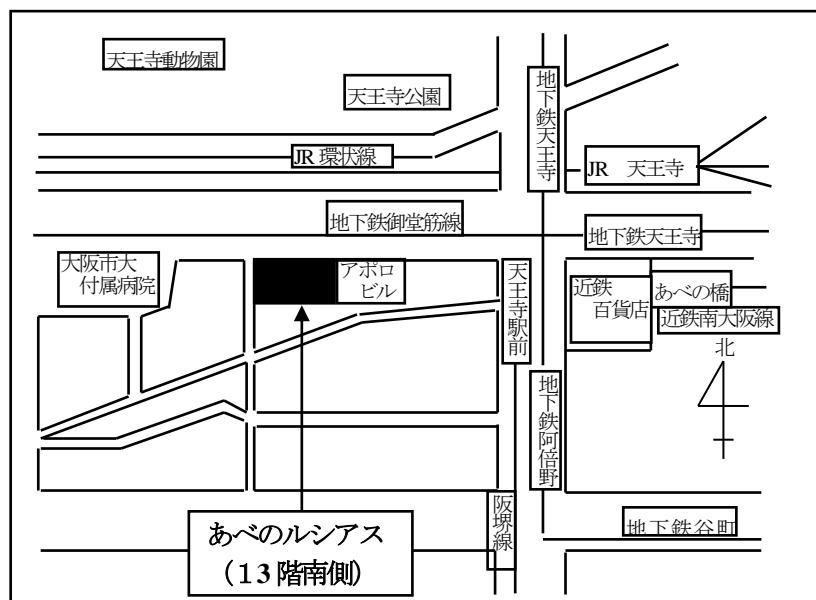 天王寺動物園
天王寺公園
地下鉄天王寺
JR 環状線
JR 天王寺
地下鉄御堂筋線
地下鉄天王寺
大阪市大
付属病院
アポロ
ビル
天王寺駅前
近鉄
百貨店
あべの橋
近鉄南大阪線
北
地下鉄阿倍野
阪堺線
地下鉄谷町
あべのルシアス
（１３階南側）